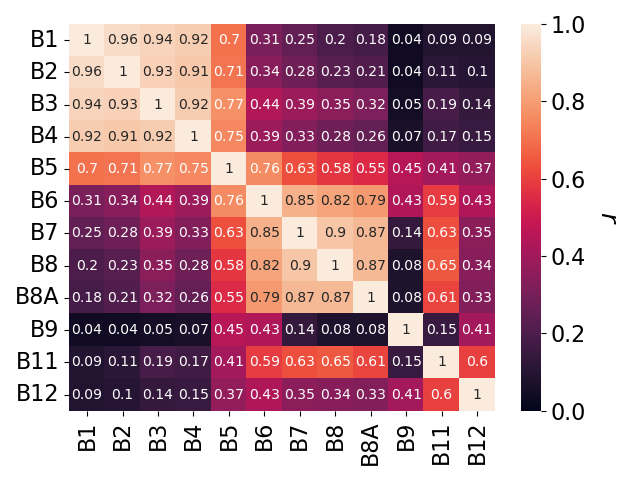 B1 1 0.96 0.94 0.92 0.7 0.31 0.25 0.2 0.18 0.04 0.09 0.09
B2 0.96 1 0.93 0.91 0.71 0.34 0.28 0.23 0.21 0.04 0.11 0.1
B3 0.94 0.93 1 0.92 0.77 0.44 0.39 0.35 0.32 0.05 0.19 0.14
B4 0.92 0.91 0.92 1 0.75 0.39 0.33 0.28 0.26 0.07 0.17 0.15
B5 0.7 0.71 0.77 0.75 1 0.76 0.63 0.58 0.55 0.45 0.41 0.37
B6 0.31 0.34 0.44 0.39 0.76 1 0.85 0.82 0.79 0.43 0.59 0.43
B7 0.25 0.28 0.39 0.33 0.63 0.85 1 0.9 0.87 0.14 0.63 0.35
B8 0.2 0.23 0.35 0.28 0.58 0.82 0.9 1 0.87 0.08 0.65 0.34
B8A 0.18 0.21 0.32 0.26 0.55 0.79 0.87 0.87 1 0.08 0.61 0.33
B9 0.04 0.04 0.05 0.07 0.45 0.43 0.14 0.08 0.08 1 0.15 0.41
B11 0.09 0.11 0.19 0.17 0.41 0.59 0.63 0.65 0.61 0.15 1 0.6
B12 0.09 0.1 0.14 0.15 0.37 0.43 0.35 0.34 0.33 0.41 0.6 1
B1 B2 B3 B4 B5 B6 B7 B8 B8A B9 B11 B12
1.0
0.8
0.6
0.4
0.2
0.0
r